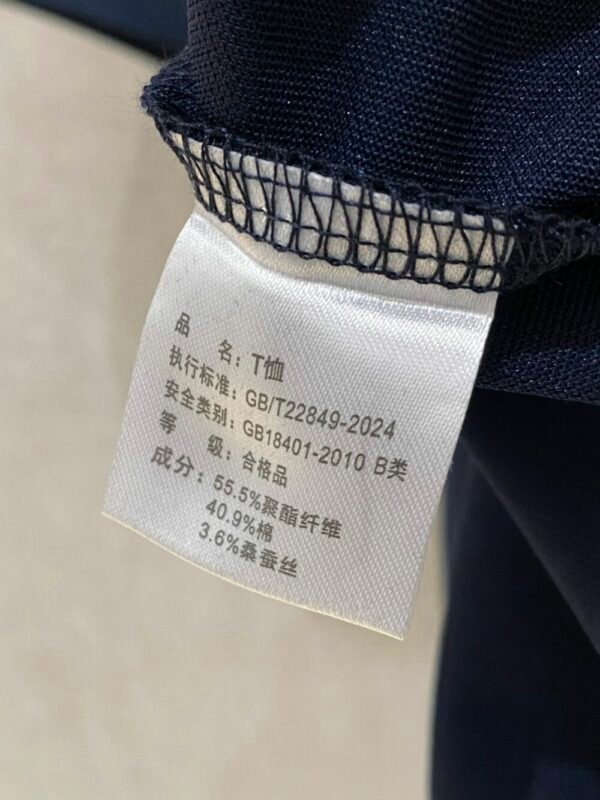 品 名: T恤
执行标准: GB/T22849-2024
安全类别: GB18401-2010 B类
等 级: 合格品
成分: 55.5%聚酯纤维
40.9%棉
3.6%桑蚕丝